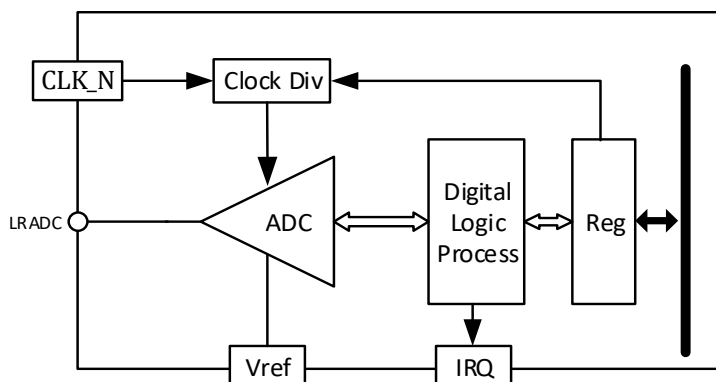 CLK_N
Clock Div
LRADC
ADC
Digital
Logic
Process
Reg
Vref
IRQ